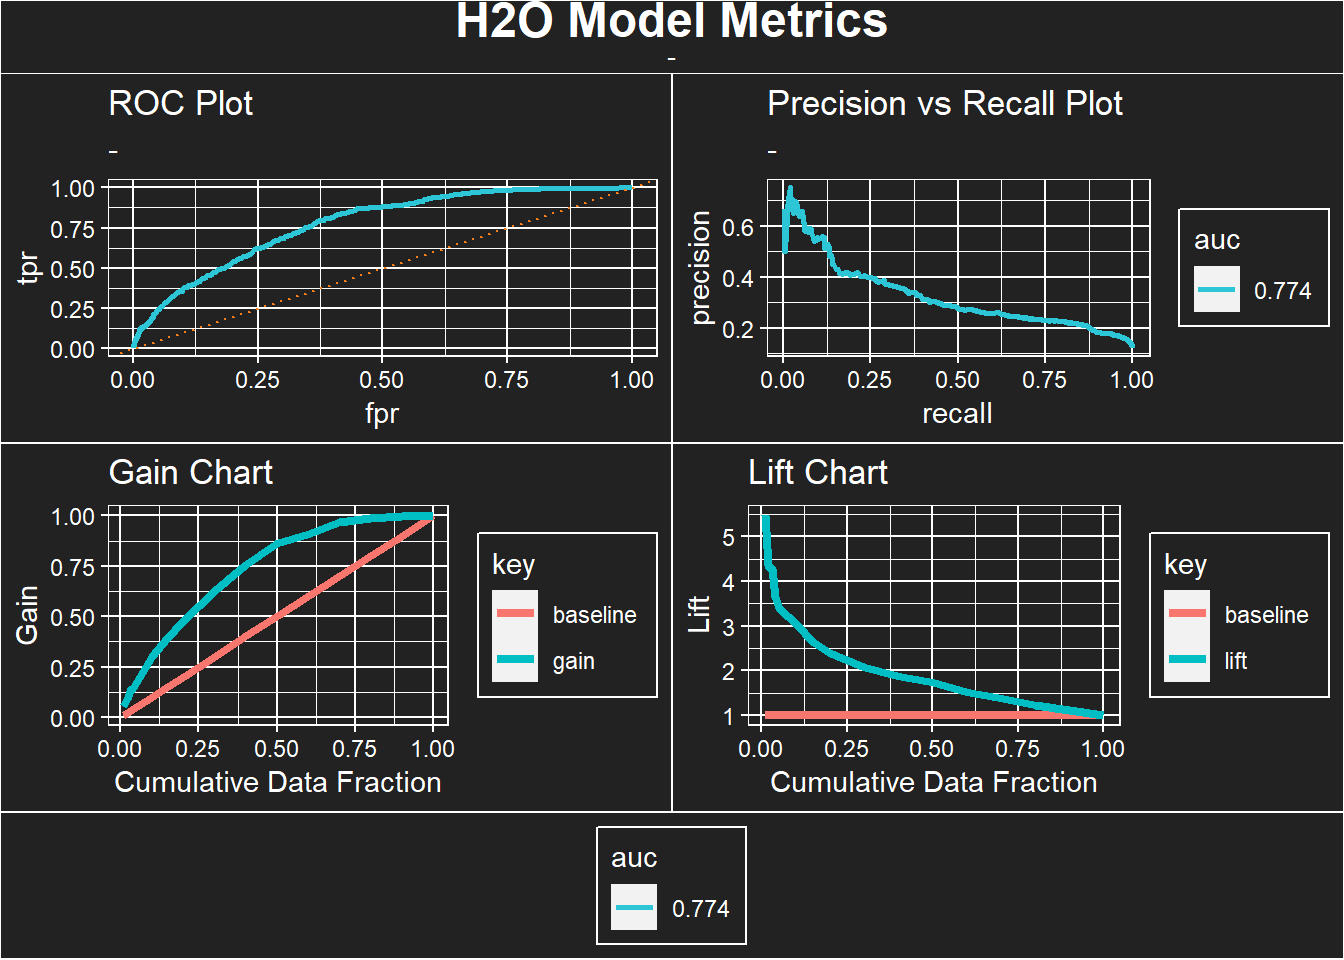 H2O Model Metrics
-
ROC Plot
-
1.00
0.75
0.50
0.25
0.00
tpr
0.00 0.25 0.50 0.75 1.00
fpr
Precision vs Recall Plot
-
0.6
0.4
0.2
precision
0.00 0.25 0.50 0.75 1.00
recall
auc
0.774
Gain Chart
1.00
0.75
0.50
0.25
0.00
Gain
0.00 0.25 0.50 0.75 1.00
Cumulative Data Fraction
key
baseline
gain
Lift Chart
5
4
3
2
1
Lift
0.00 0.25 0.50 0.75 1.00
Cumulative Data Fraction
key
baseline
lift
auc
0.774